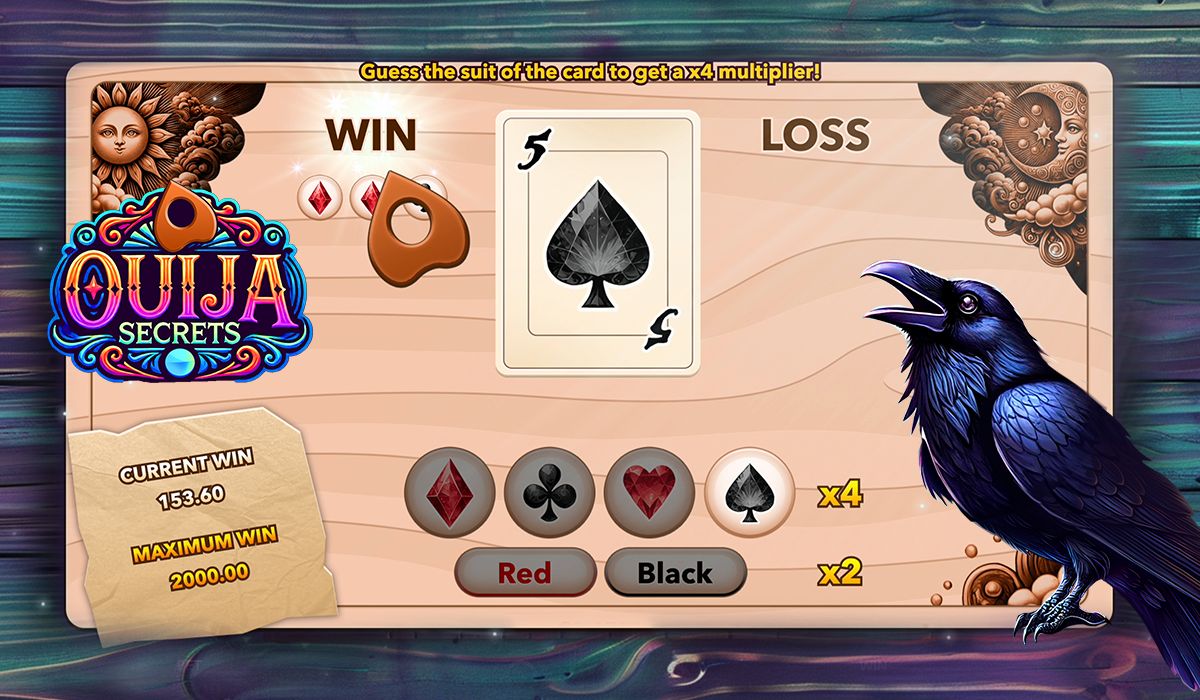 Guess the suit of the card to get a x4 multiplier!
WIN
LOSS
5
5
OUIJA
SECRETS
CURRENT WIN
153.60
MAXIMUM WIN
2000.00
x4
Red
Black
x2